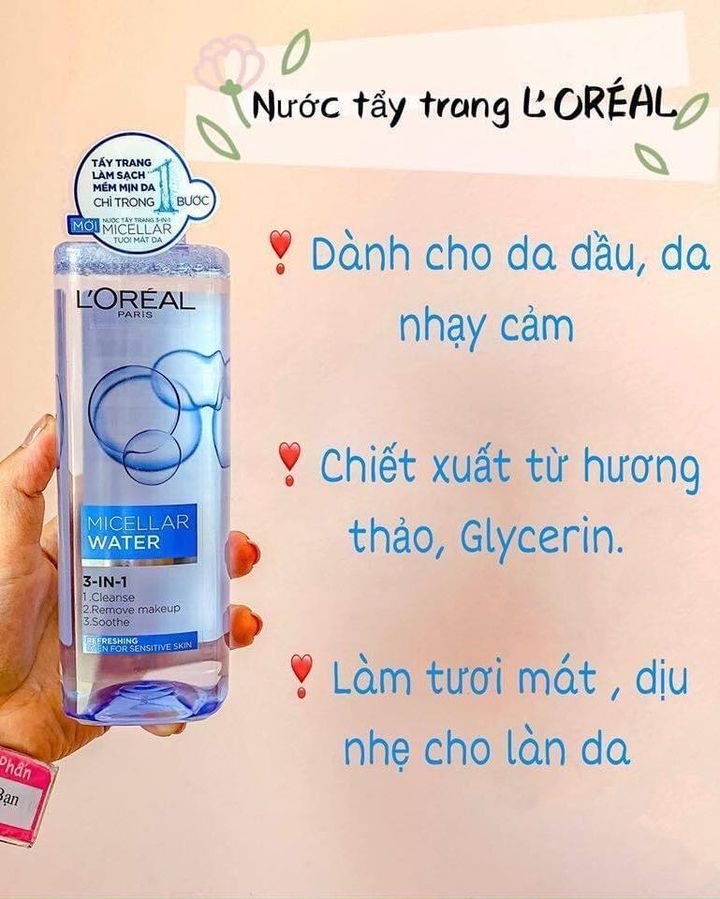 Nước tẩy trang L'ORÉAL
TẨY TRANG
LÀM SẠCH
MỀM MỊN DA
CHỈ TRONG 1 BƯỚC
MỚI NƯỚC TẨY TRANG 3-IN-1
MICELLAR
TƯƠI MÁT DA
L'ORÉAL
PARIS
MICELLAR
WATER
3-IN-1
1.Cleanse
2.Remove makeup
3.Soothe
REFRESHING
EVEN FOR SENSITIVE SKIN
Dành cho da dầu, da
nhạy cảm
Chiết xuất từ hương
thảo, Glycerin.
Làm tươi mát , dịu
nhẹ cho làn da
Phấn
Bạn